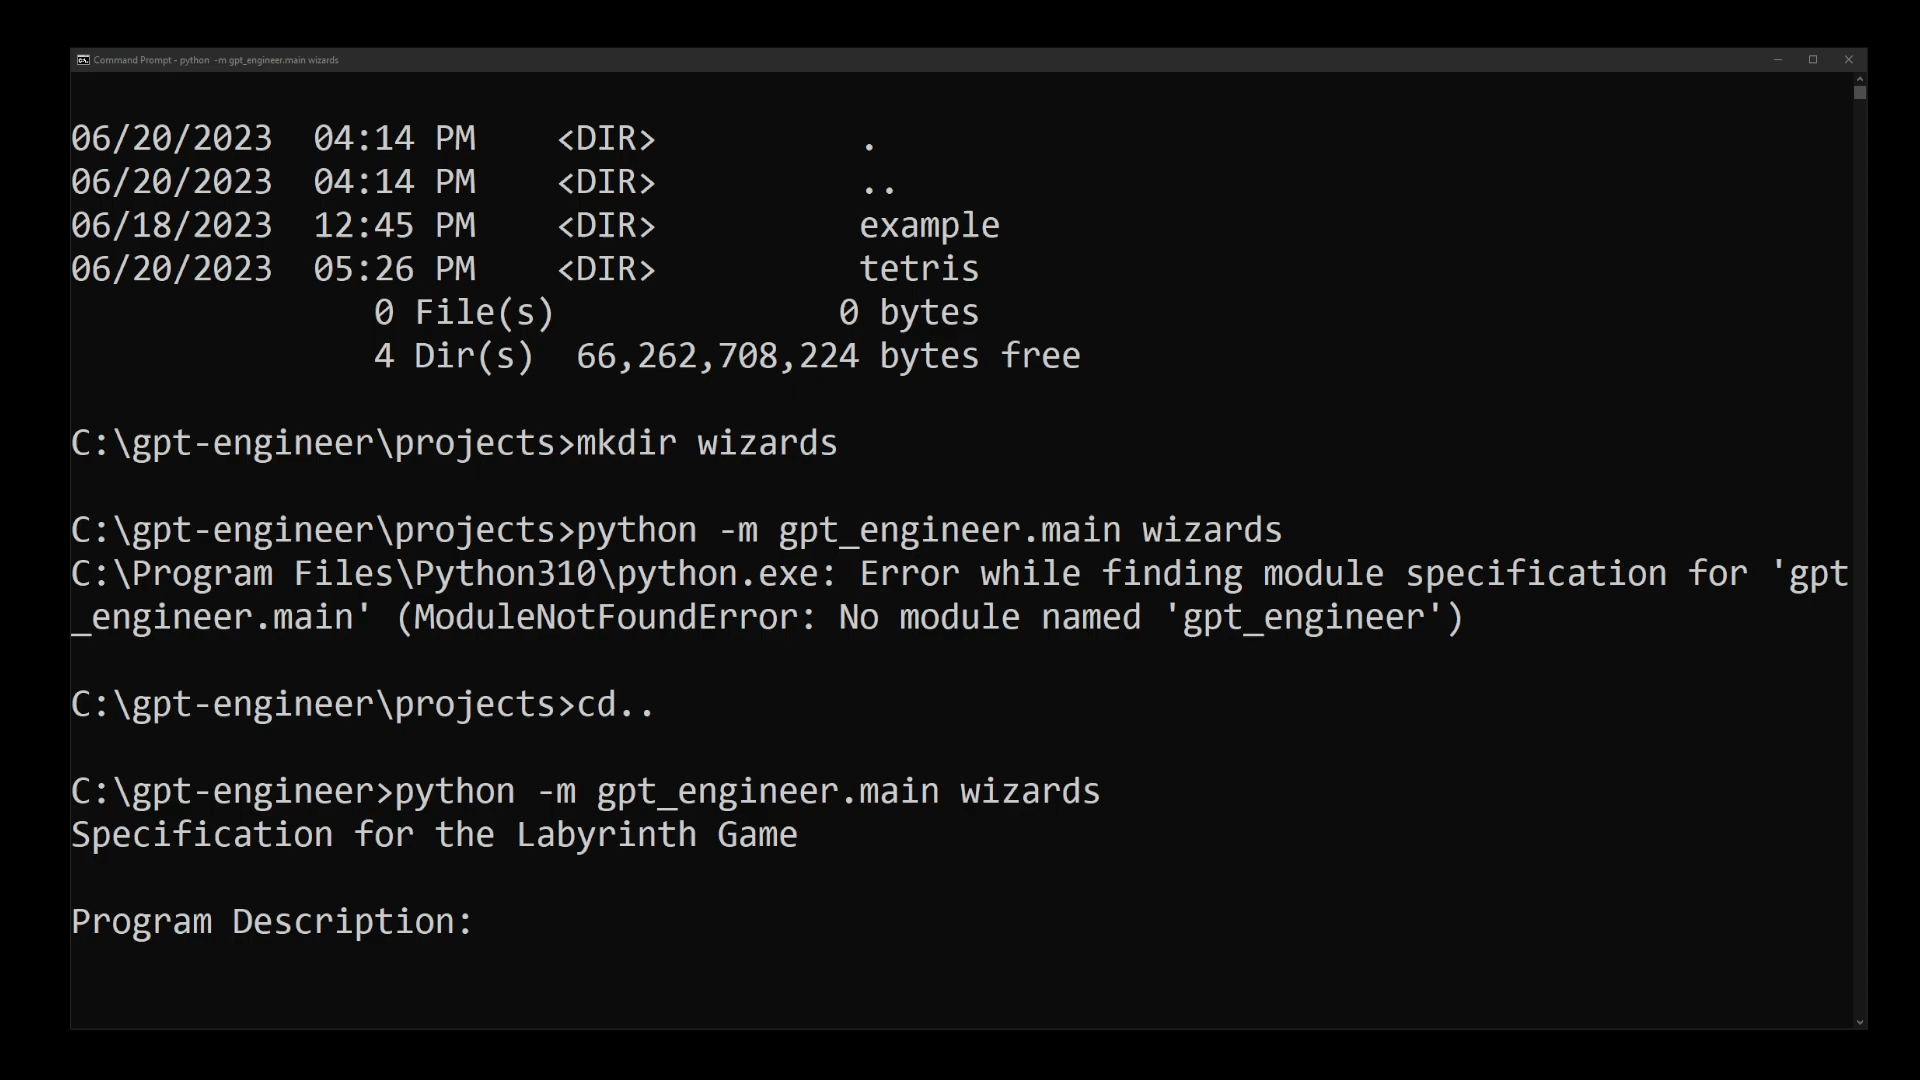 Command Prompt - python -m gpt_engineer.main wizards
06/20/2023  04:14 PM    <DIR>          .
06/20/2023  04:14 PM    <DIR>          ..
06/18/2023  12:45 PM    <DIR>          example
06/20/2023  05:26 PM    <DIR>          tetris
               0 File(s)              0 bytes
               4 Dir(s)  66,262,708,224 bytes free
C:\gpt-engineer\projects>mkdir wizards
C:\gpt-engineer\projects>python -m gpt_engineer.main wizards
C:\Program Files\Python310\python.exe: Error while finding module specification for 'gpt
_engineer.main' (ModuleNotFoundError: No module named 'gpt_engineer')
C:\gpt-engineer\projects>cd..
C:\gpt-engineer>python -m gpt_engineer.main wizards
Specification for the Labyrinth Game
Program Description: